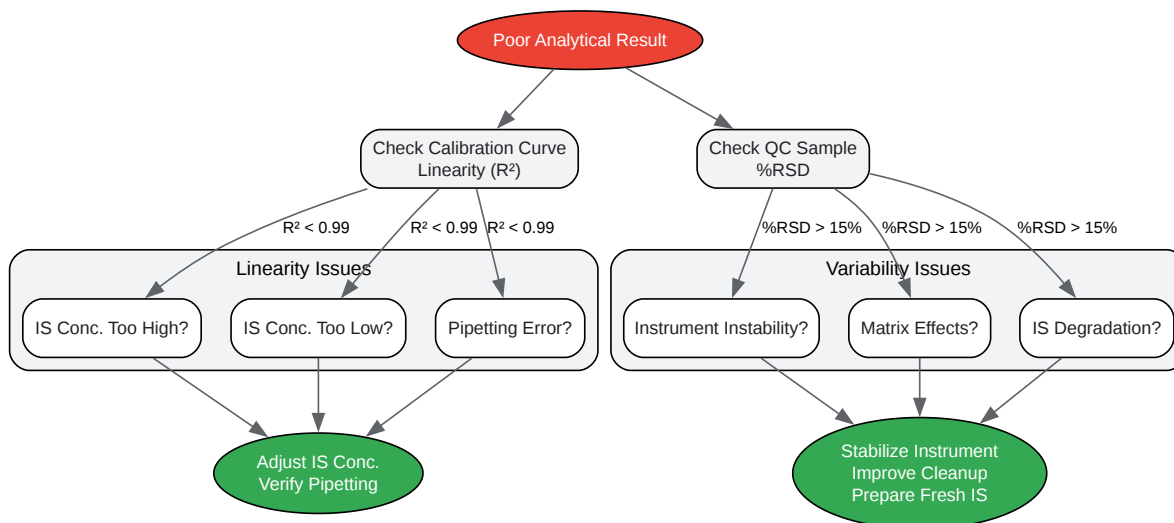 Poor Analytical Result
Check Calibration Curve
Linearity (R²)
Check QC Sample
%RSD
R² < 0.99
R² < 0.99
R² < 0.99
%RSD > 15%
%RSD > 15%
%RSD > 15%
Linearity Issues
Variability Issues
IS Conc. Too High?
IS Conc. Too Low?
Pipetting Error?
Instrument Instability?
Matrix Effects?
IS Degradation?
Adjust IS Conc.
Verify Pipetting
Stabilize Instrument
Improve Cleanup
Prepare Fresh IS